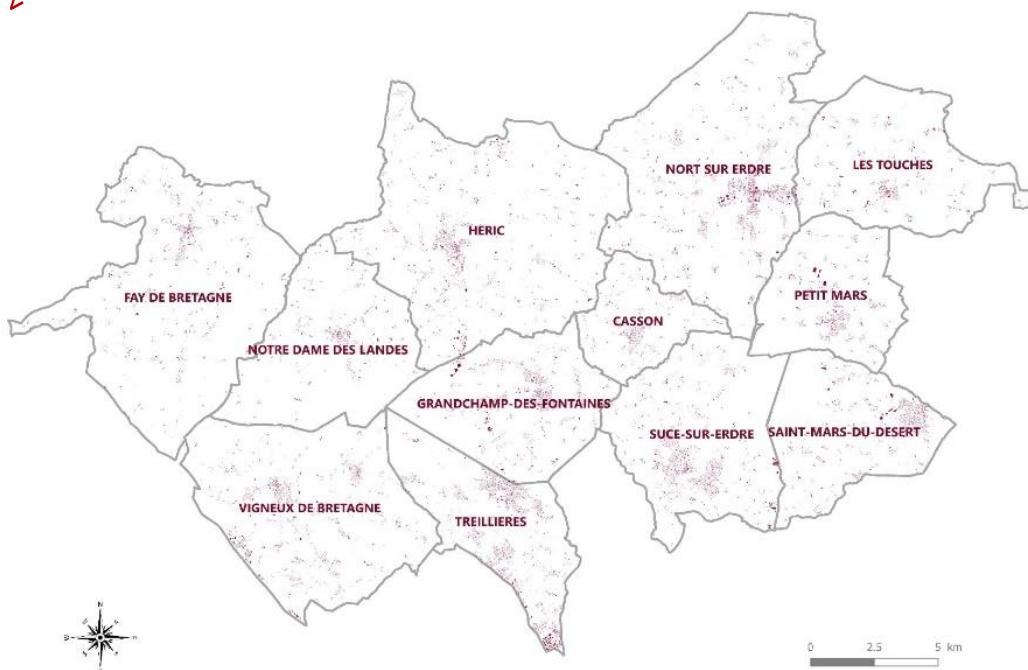 NORT SUR ERDRE
LES TOUCHES
HERIC
FAY DE BRETAGNE
PETIT MARS
CASSON
NOTRE DAME DES LANDES
GRANDCHAMP-DES-FONTAINES
SUCE-SUR-ERDRE
SAINT-MARS-DU-DESERT
VIGNEUX DE BRETAGNE
TREILLIERES
N
0 2.5 5 km